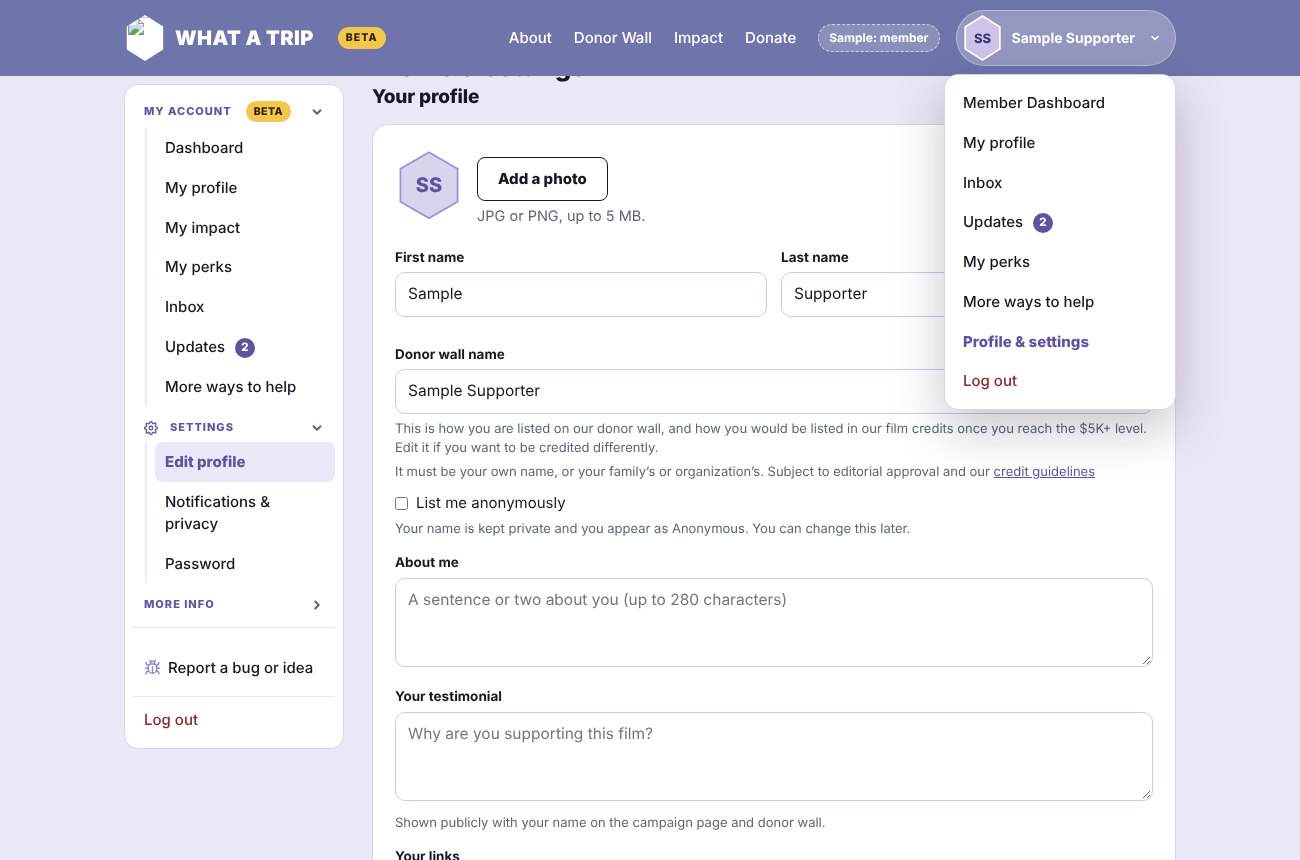 WHAT A TRIP
BETA
About
Donor Wall
Impact
Donate
Sample: member
SS
Sample Supporter
Member Dashboard
My profile
Inbox
Updates 2
My perks
More ways to help
Profile & settings
Log out
MY ACCOUNT BETA
Dashboard
My profile
My impact
My perks
Inbox
Updates 2
More ways to help
SETTINGS
Edit profile
Notifications &
privacy
Password
MORE INFO
Report a bug or idea
Log out
Your profile
SS
Add a photo
JPG or PNG, up to 5 MB.
First name
Sample
Last name
Supporter
Donor wall name
Sample Supporter
This is how you are listed on our donor wall, and how you would be listed in our film credits once you reach the $5K+ level.
Edit it if you want to be credited differently.
It must be your own name, or your family’s or organization’s. Subject to editorial approval and our credit guidelines
List me anonymously
Your name is kept private and you appear as Anonymous. You can change this later.
About me
A sentence or two about you (up to 280 characters)
Your testimonial
Why are you supporting this film?
Shown publicly with your name on the campaign page and donor wall.
Your links